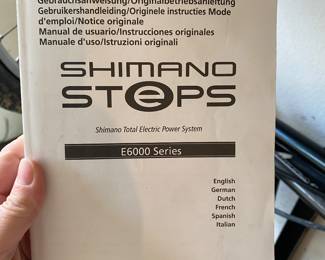 Gebrauchsanweisung/Originalbetriebsanleitung
Gebruikershandleiding/Originele instructies Mode
d'emploi/Notice originale
Manual de usuario/Instrucciones originales
Manuale d'uso/Istruzioni originali
SHIMANO
STEPS
Shimano Total Electric Power System
E6000 Series
English
German
Dutch
French
Spanish
Italian